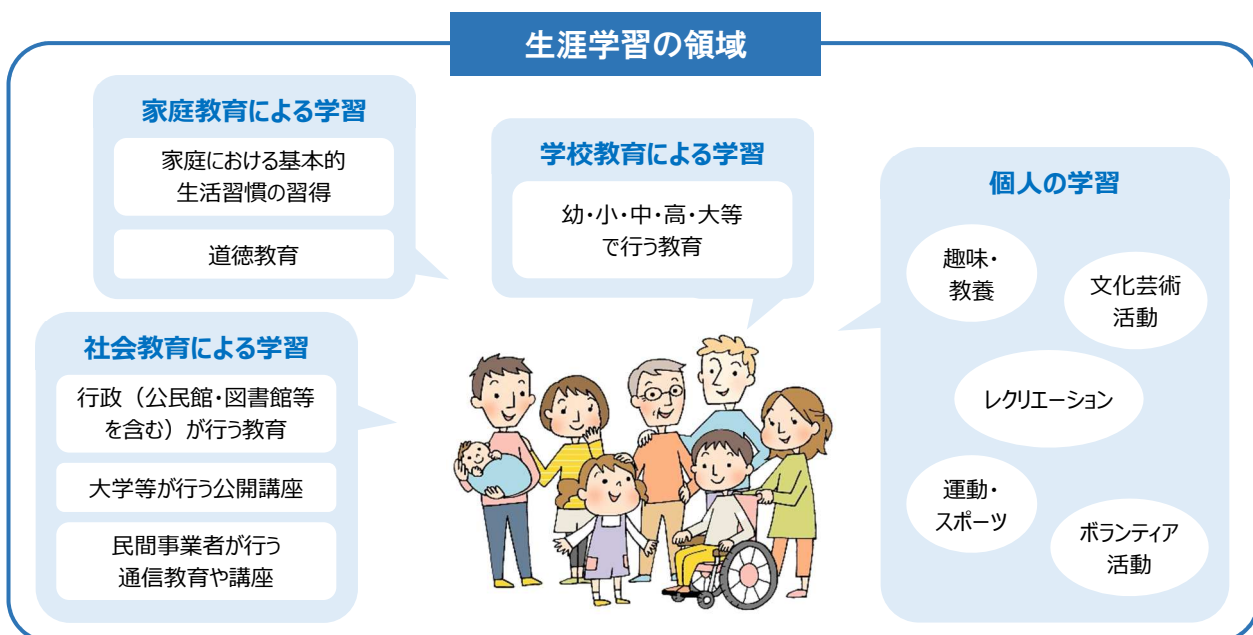 生涯学習の領域
家庭教育による学習
家庭における基本的
生活習慣の習得
道徳教育
学校教育による学習
幼・小・中・高・大等
で行う教育
個人の学習
趣味・
教養
文化芸術
活動
レクリエーション
運動・
スポーツ
ボランティア
活動
社会教育による学習
行政（公民館・図書館等
を含む）が行う教育
大学等が行う公開講座
民間事業者が行う
通信教育や講座